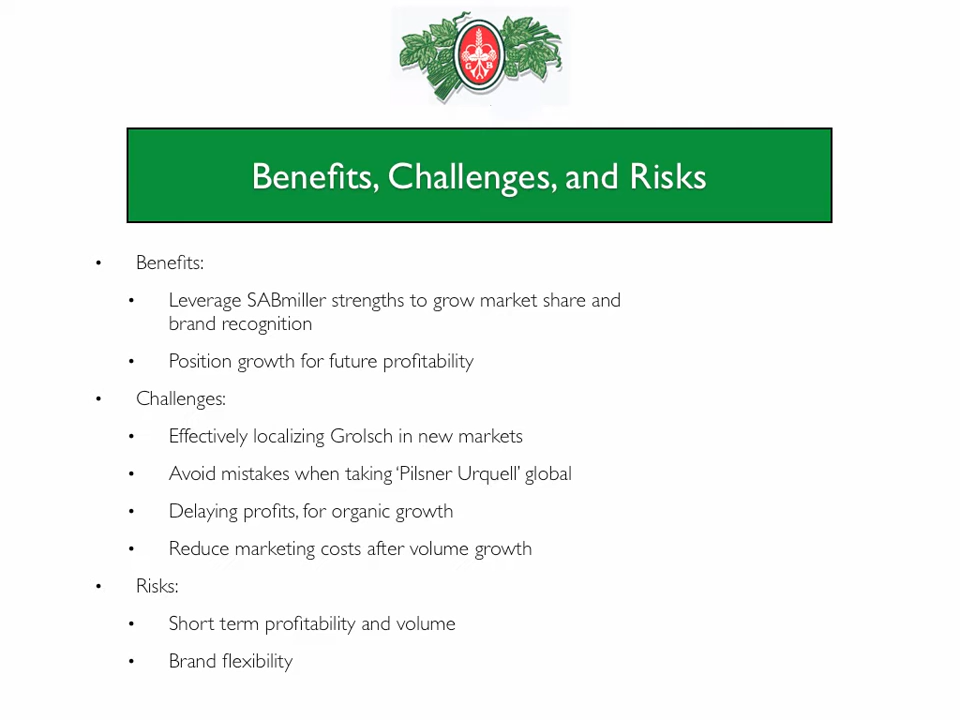 G B
Benefits, Challenges, and Risks
• Benefits:
• Leverage SABmiller strengths to grow market share and
brand recognition
• Position growth for future profitability
• Challenges:
• Effectively localizing Grolsch in new markets
• Avoid mistakes when taking ‘Pilsner Urquell’ global
• Delaying profits, for organic growth
• Reduce marketing costs after volume growth
• Risks:
• Short term profitability and volume
• Brand flexibility